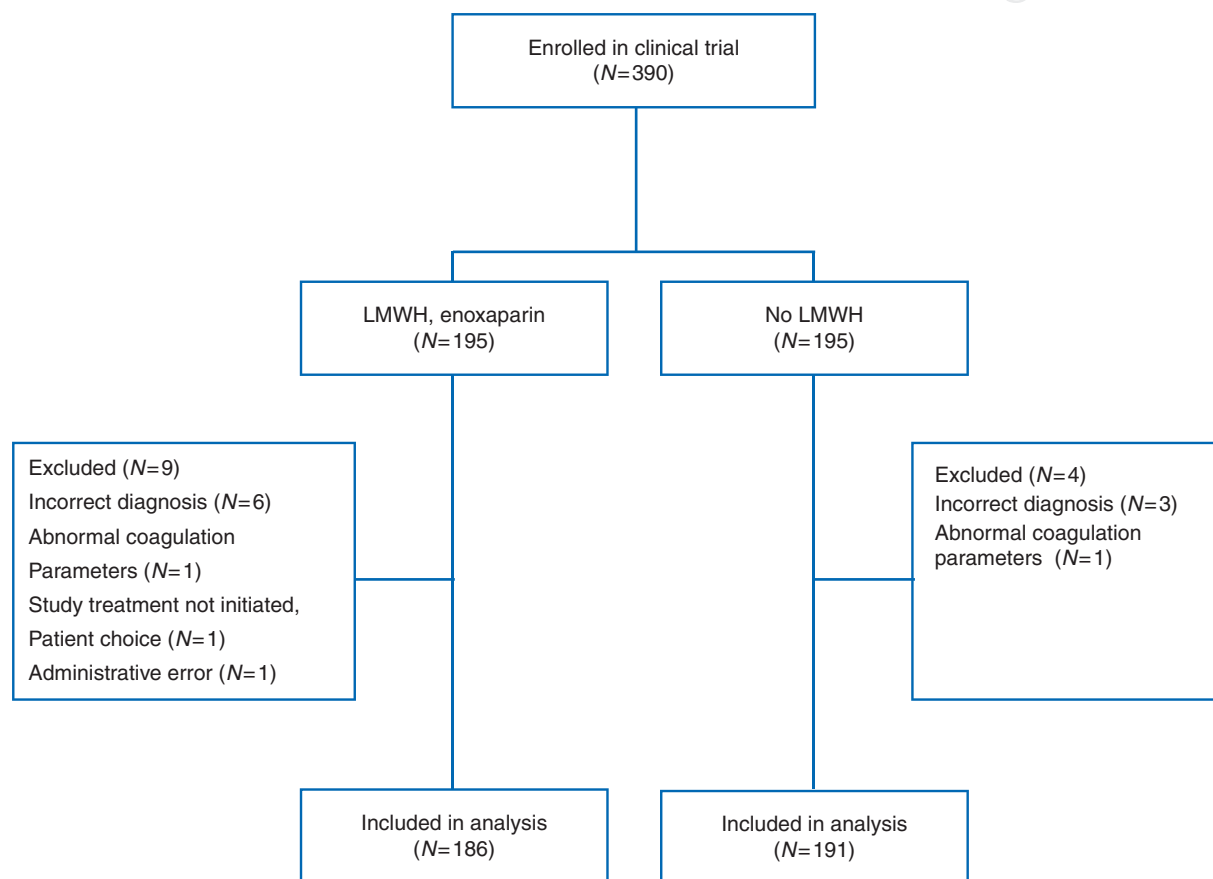 Enrolled in clinical trial
(N=390)
LMWH, enoxaparin
(N=195)
No LMWH
(N=195)
Excluded (N=9)
Incorrect diagnosis (N=6)
Abnormal coagulation
Parameters (N=1)
Study treatment not initiated,
Patient choice (N=1)
Administrative error (N=1)
Excluded (N=4)
Incorrect diagnosis (N=3)
Abnormal coagulation
parameters (N=1)
Included in analysis
(N=186)
Included in analysis
(N=191)